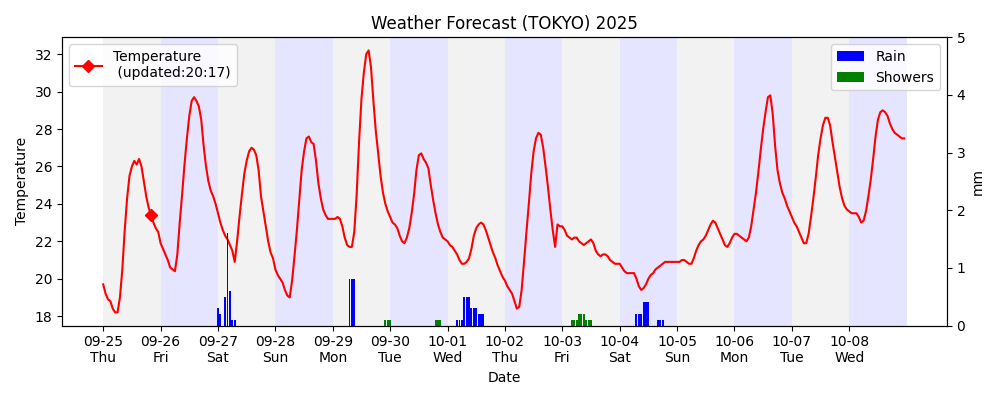 Weather Forecast (TOKYO) 2025
Temperature
(updated:20:17)
Rain
Showers
Temperature
32
30
28
26
24
22
20
18
5
4
3
2
1
0
mm
09-25 09-26 09-27 09-28 09-29 09-30 10-01 10-02 10-03 10-04 10-05 10-06 10-07 10-08
Thu Fri Sat Sun Mon Tue Wed Thu Fri Sat Sun Mon Tue Wed
Date